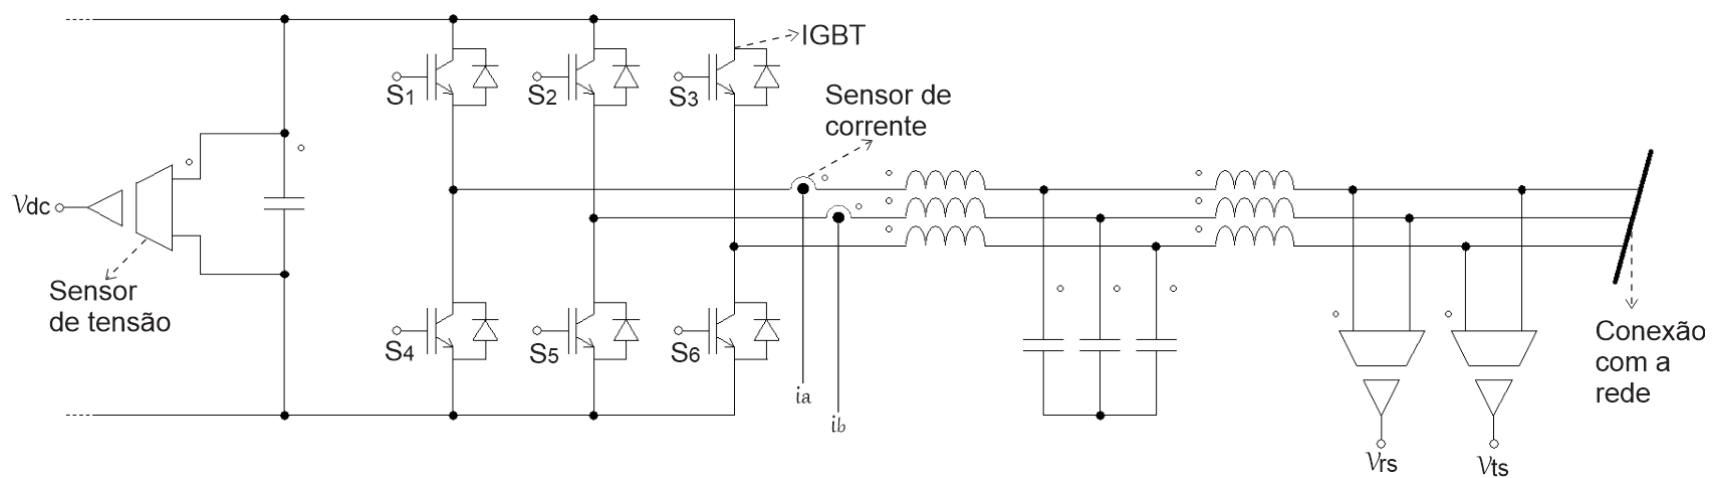 IGBT
S1
S2
S3
Sensor de
corrente
Vdc
Sensor
de tensão
S4
S5
S6
ia
ib
Conexão
com a
rede
Vrs
Vts